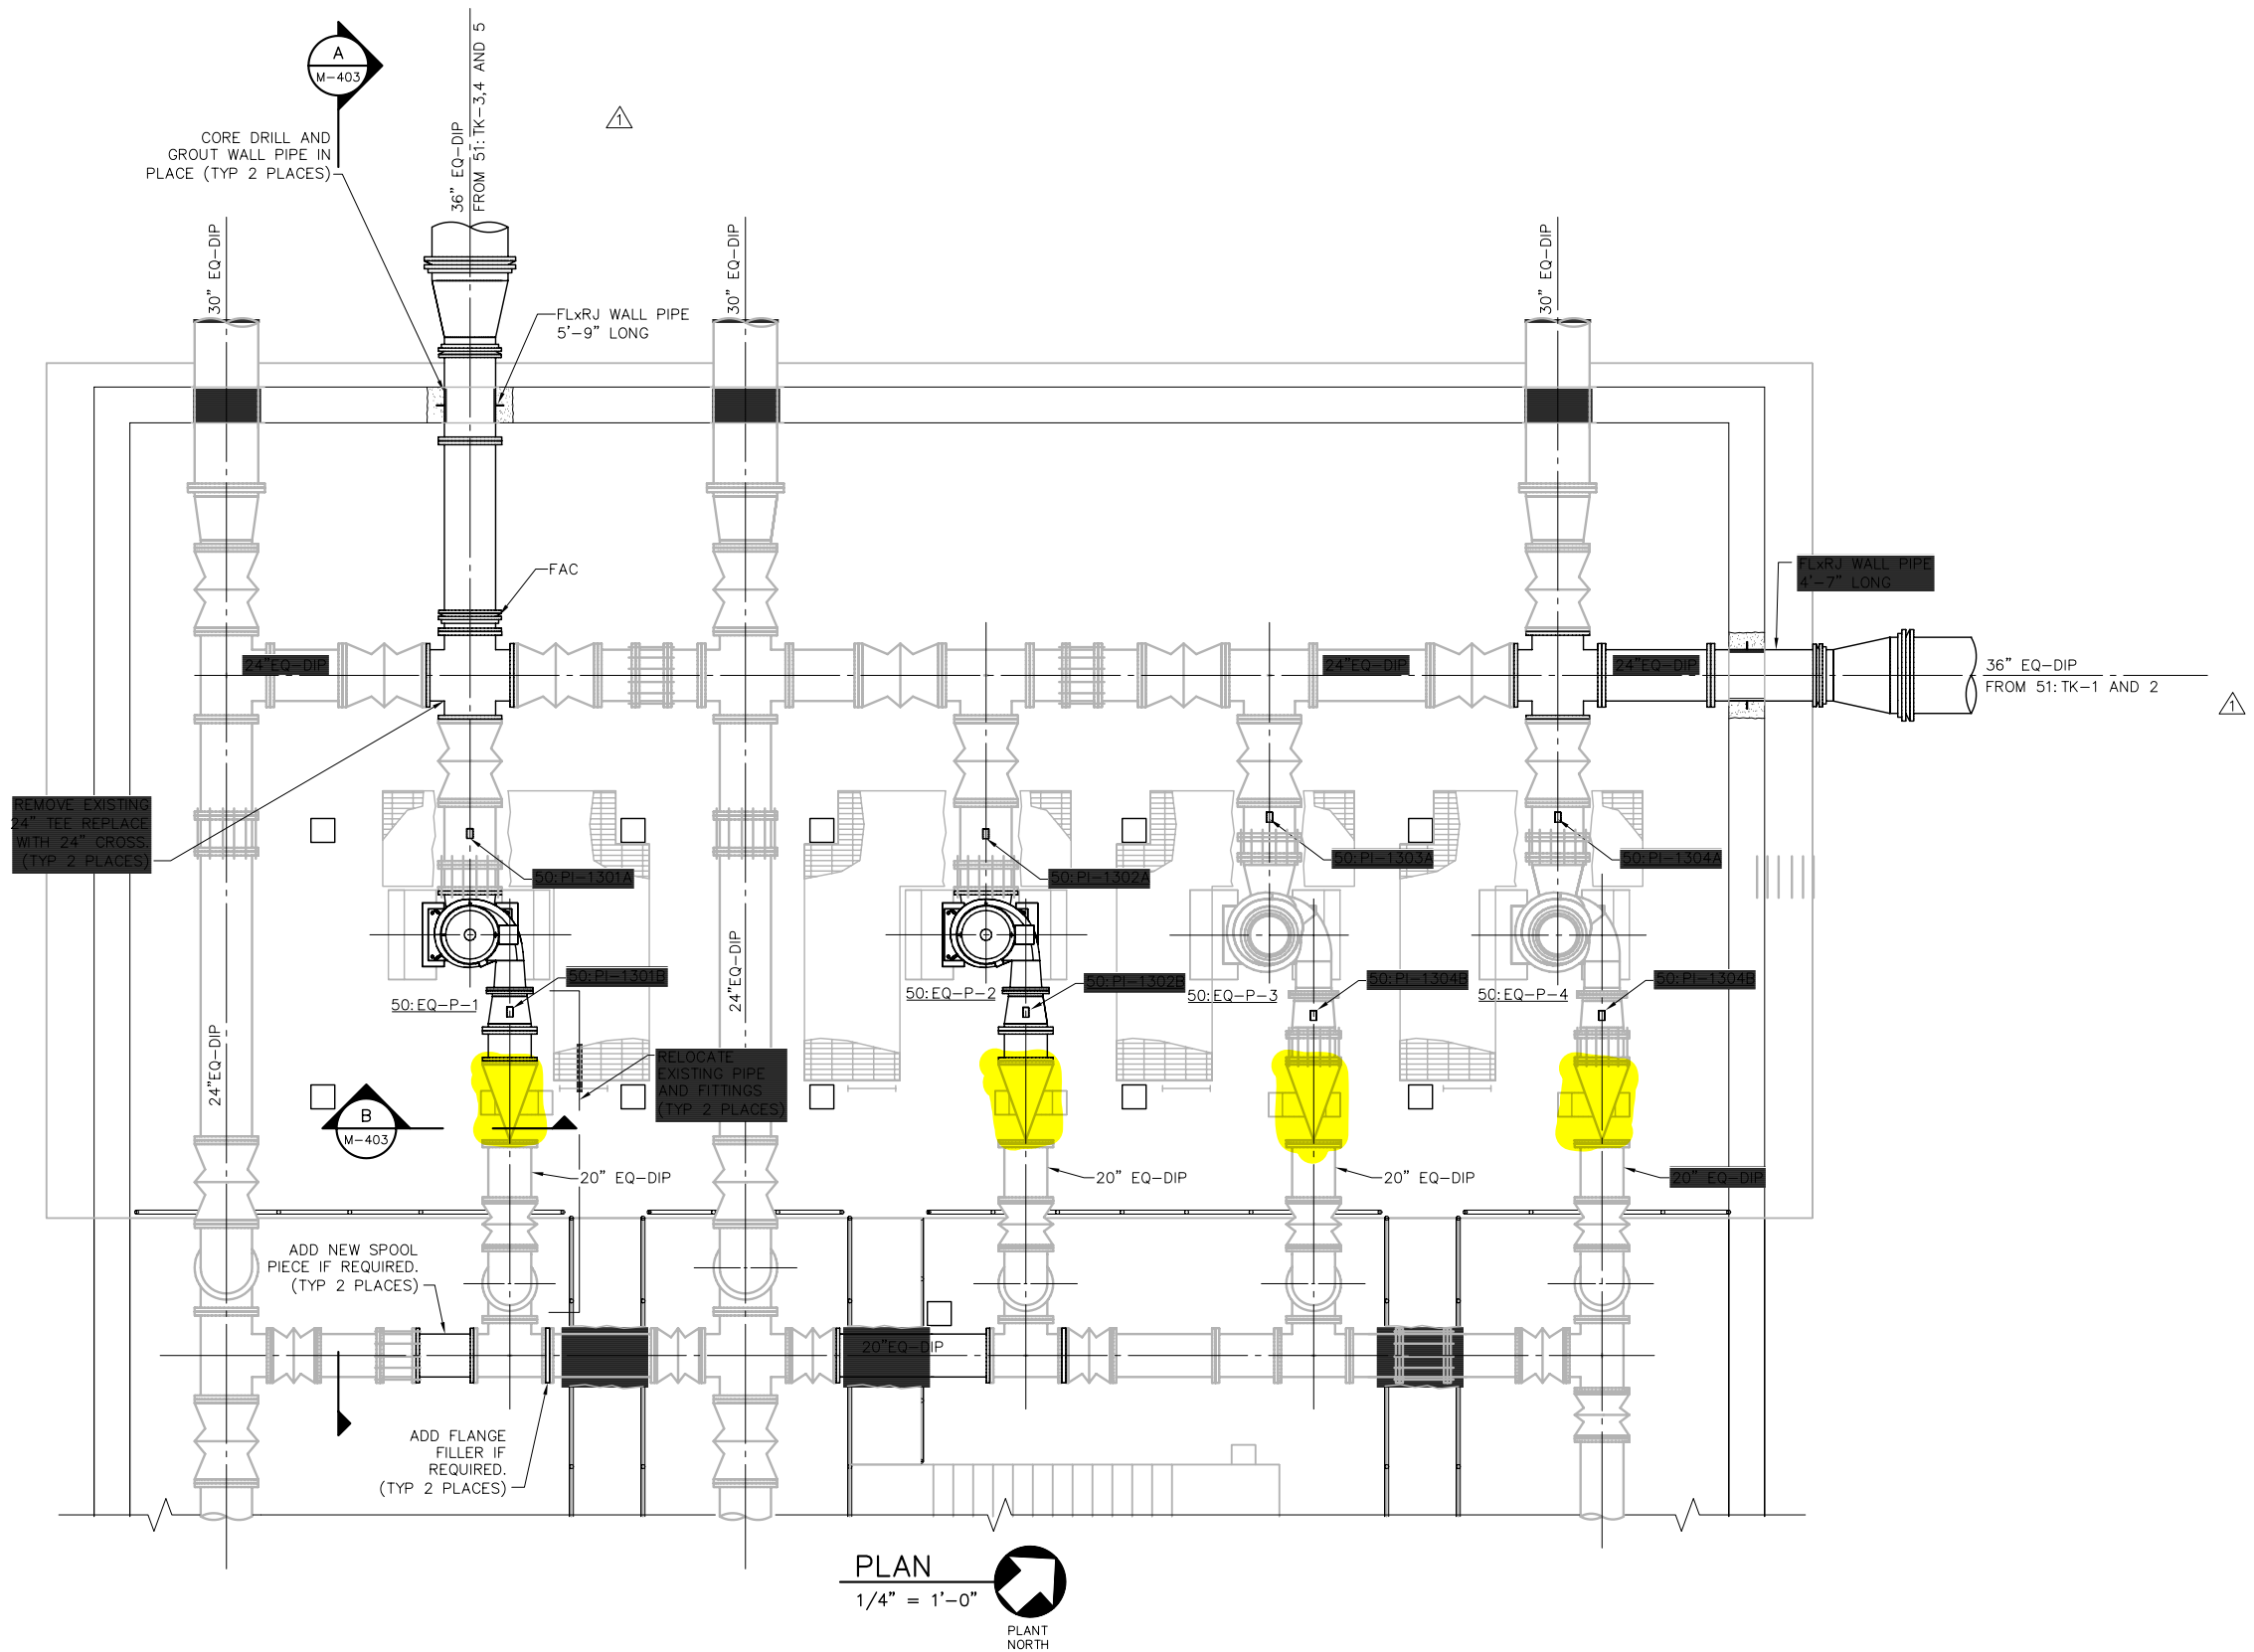 A
M-403
CORE DRILL AND
GROUT WALL PIPE IN
PLACE (TYP 2 PLACES)
36" EQ-DIP
FROM 51:TK-3,4 AND 5
1
30" EQ-DIP
30" EQ-DIP
30" EQ-DIP
FLxRJ WALL PIPE
5'-9" LONG
FAC
FLxRJ WALL PIPE
4'-7" LONG
24"EQ-DIP
24"EQ-DIP
24"EQ-DIP
36" EQ-DIP
FROM 51:TK-1 AND 2
1
REMOVE EXISTING
24" TEE REPLACE
WITH 24" CROSS.
(TYP 2 PLACES)
50:PI-1301A
50:PI-1302A
50:PI-1303A
50:PI-1304A
50:PI-1301B
50:PI-1302B
50:PI-1304B
50:PI-1304B
50:EQ-P-1
50:EQ-P-2
50:EQ-P-3
50:EQ-P-4
24"EQ-DIP
24"EQ-DIP
RELOCATE
EXISTING PIPE
AND FITTINGS
(TYP 2 PLACES)
B
M-403
20" EQ-DIP
20" EQ-DIP
20" EQ-DIP
20" EQ-DIP
ADD NEW SPOOL
PIECE IF REQUIRED.
(TYP 2 PLACES)
20"EQ-DIP
ADD FLANGE
FILLER IF
REQUIRED.
(TYP 2 PLACES)
PLAN
1/4" = 1'-0"
PLANT
NORTH